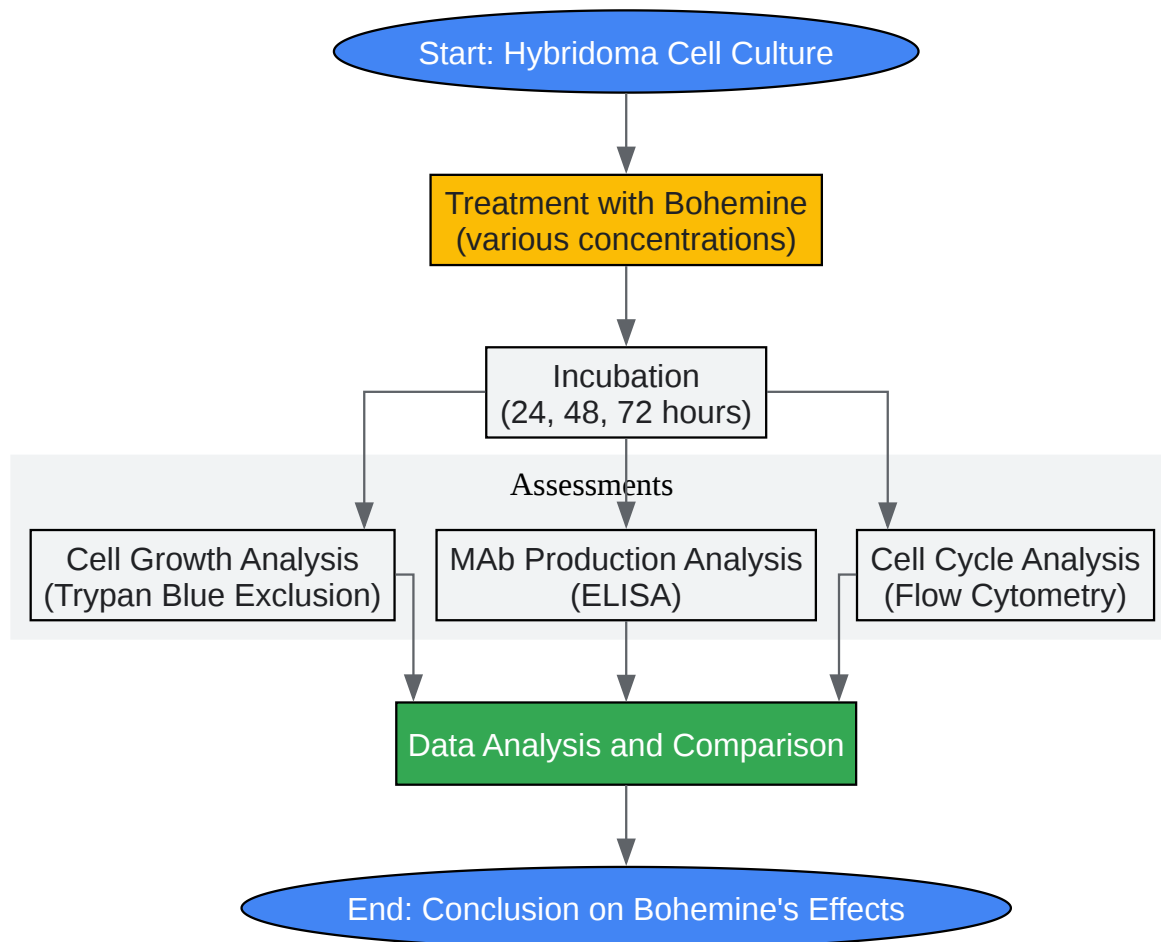 Start: Hybridoma Cell Culture
Treatment with Bohemine
(various concentrations)
Incubation
(24, 48, 72 hours)
Assessments
Cell Growth Analysis
(Trypan Blue Exclusion)
MAb Production Analysis
(ELISA)
Cell Cycle Analysis
(Flow Cytometry)
Data Analysis and Comparison
End: Conclusion on Bohemine's Effects